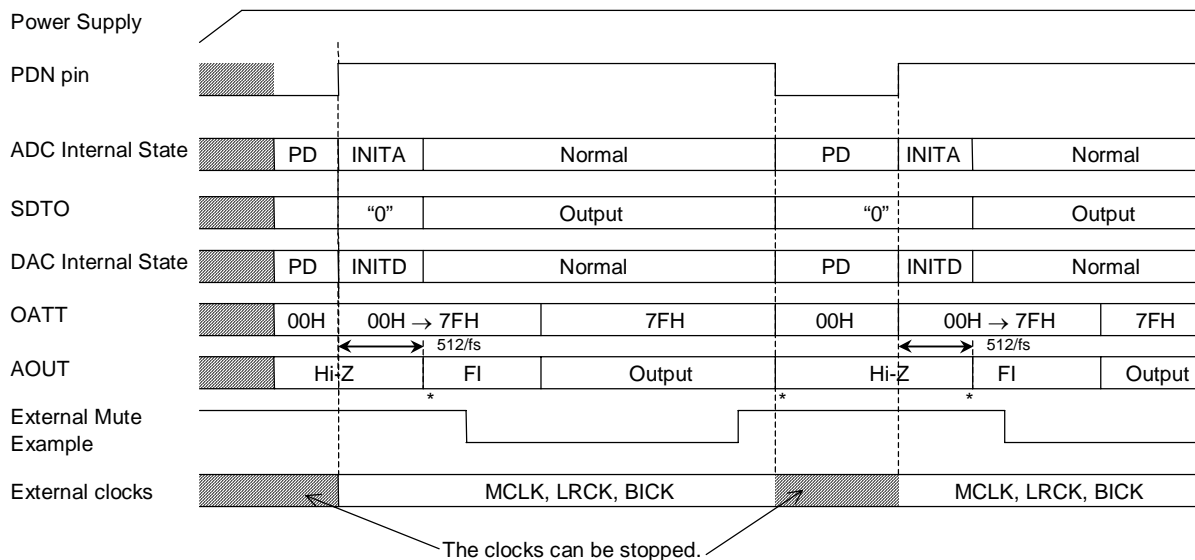 Power Supply
PDN pin
ADC Internal State PD INITA Normal PD INITA Normal
SDTO “0” Output “0” Output
DAC Internal State PD INITD Normal PD INITD Normal
OATT 00H 00H → 7FH 7FH 00H 00H → 7FH 7FH
512/fs 512/fs
AOUT Hi-Z FI Output Hi-Z FI Output
* * *
External Mute
Example
External clocks MCLK, LRCK, BICK MCLK, LRCK, BICK
The clocks can be stopped.